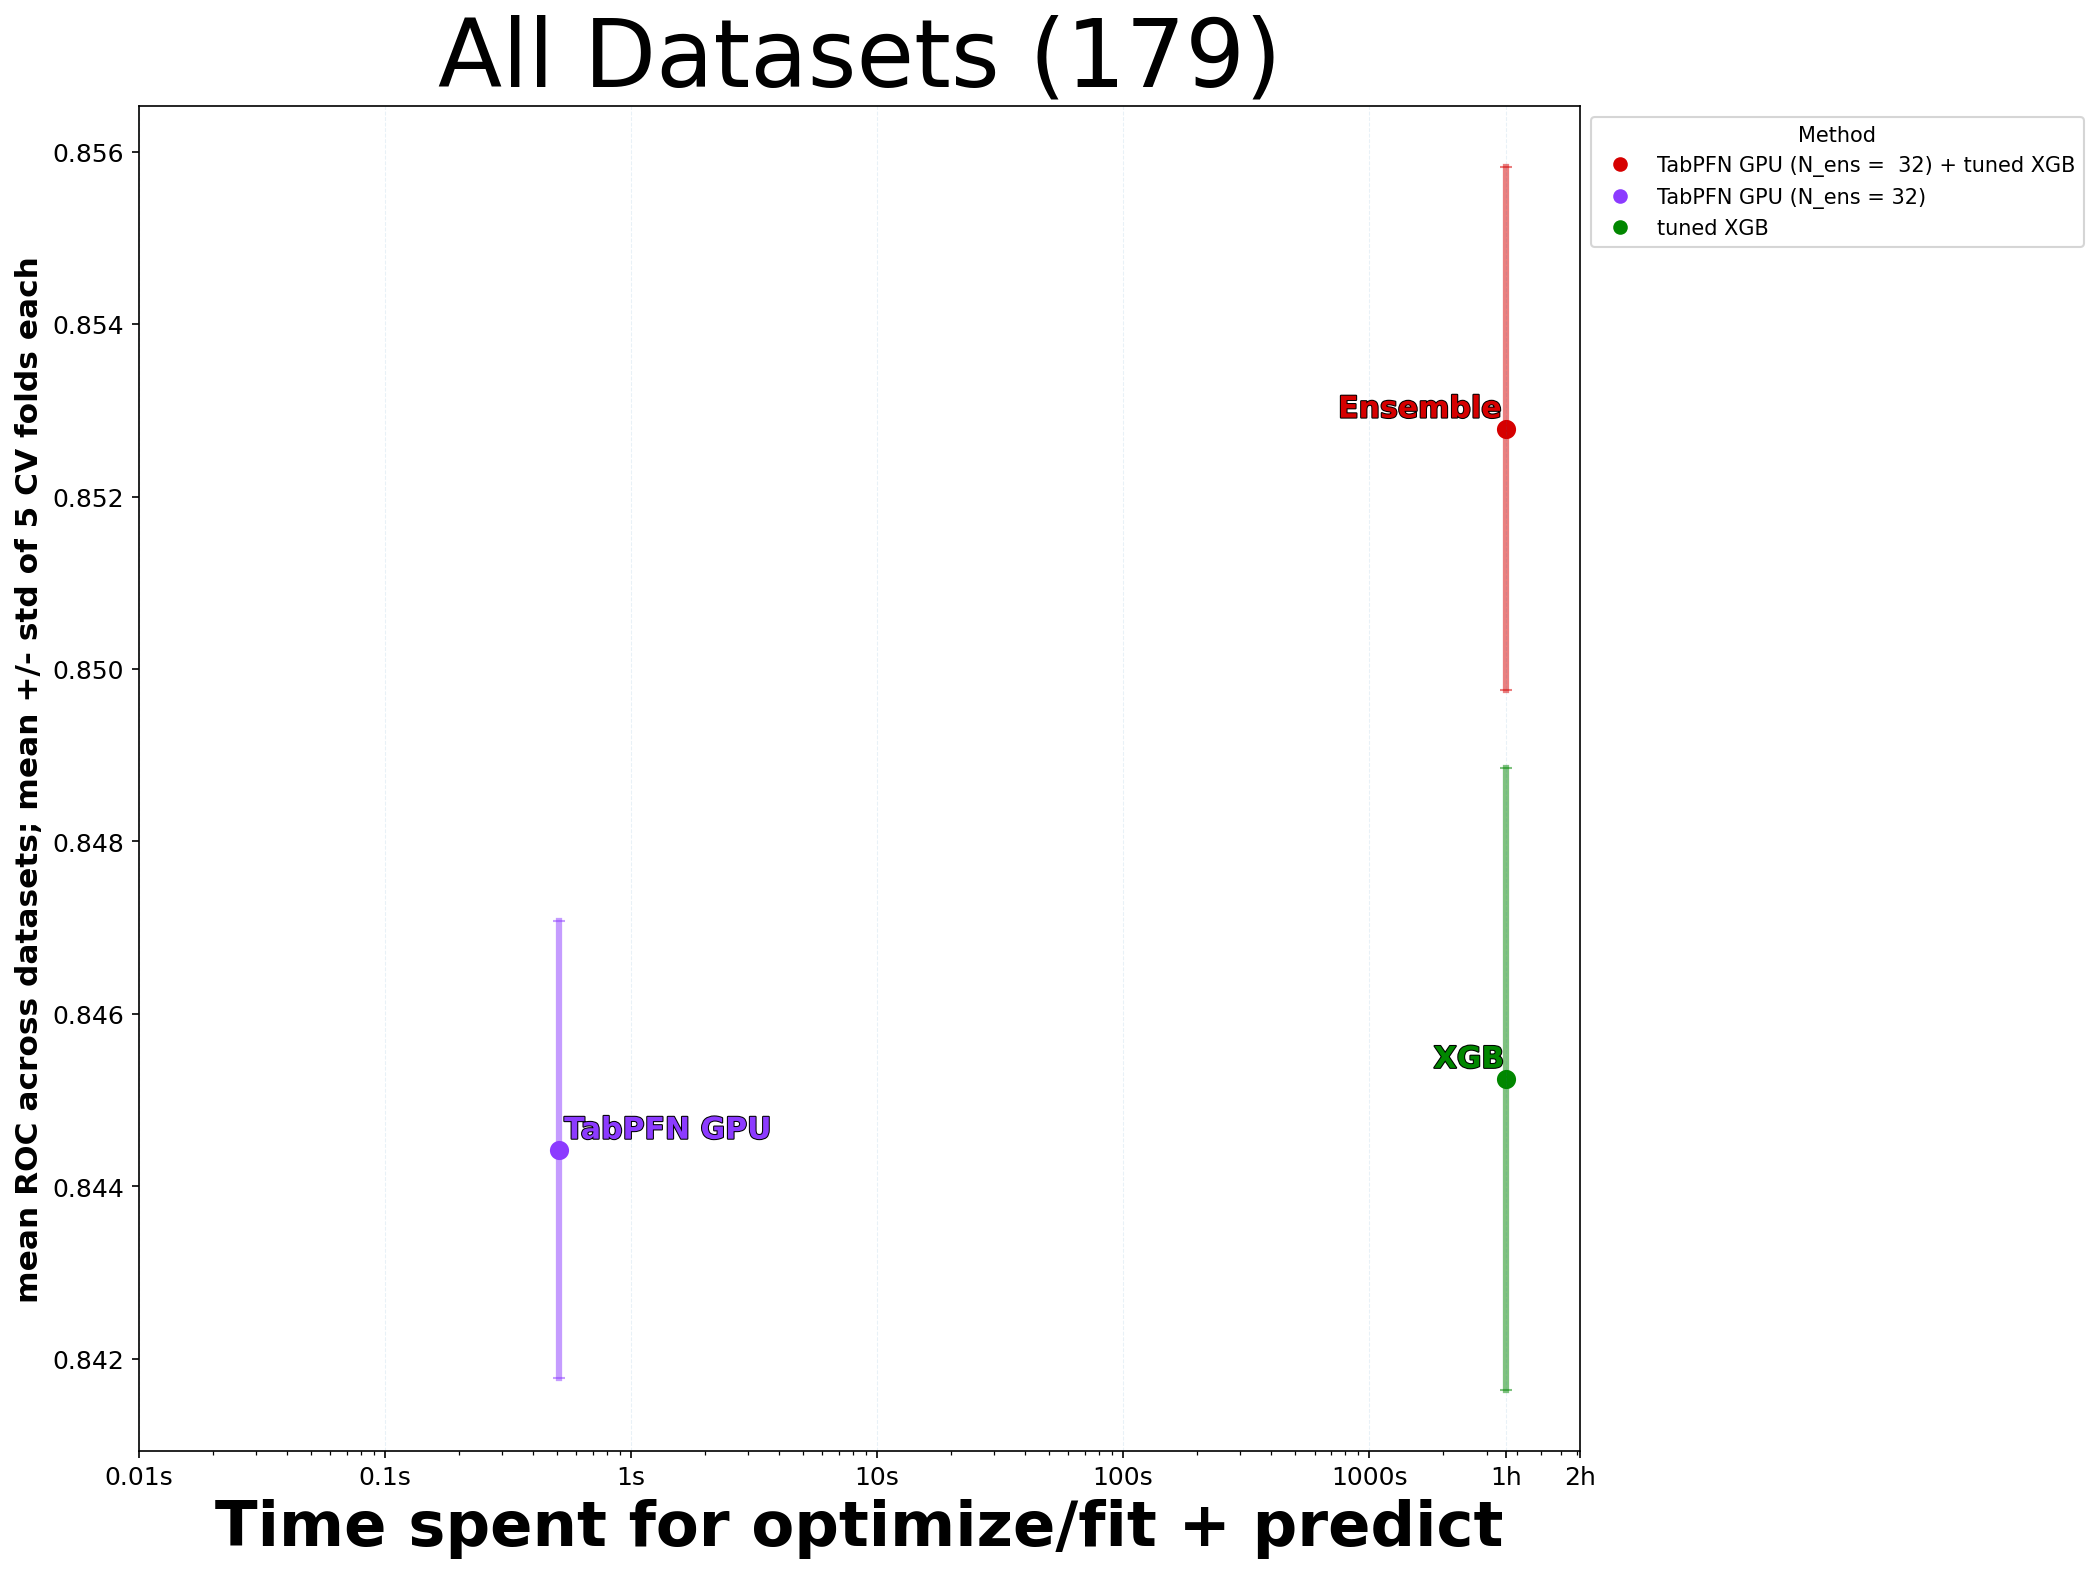 All Datasets (179)
mean ROC across datasets; mean +/- std of 5 CV folds each
0.856
0.854
0.852
0.850
0.848
0.846
0.844
0.842
Ensemble
XGB
TabPFN GPU
0.01s 0.1s 1s 10s 100s 1000s 1h 2h
Time spent for optimize/fit + predict
Method
TabPFN GPU (N_ens =  32) + tuned XGB
TabPFN GPU (N_ens = 32)
tuned XGB